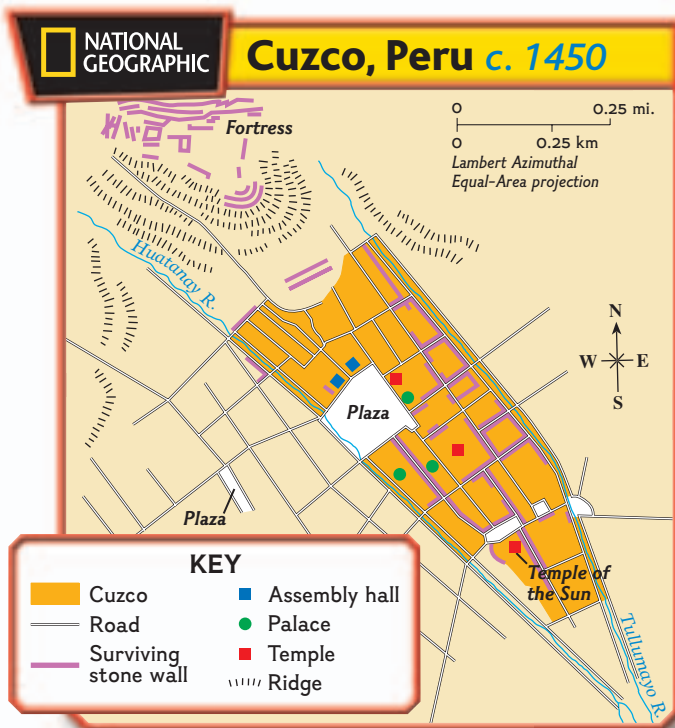 NATIONAL
GEOGRAPHIC
Cuzco, Peru c. 1450
0 0.25 mi.
0 0.25 km
Lambert Azimuthal
Equal-Area projection
Fortress
Huatanay R.
N
W E
S
Plaza
Plaza
Temple of
the Sun
Tullumayo R.
KEY
Cuzco
Road
Surviving
stone wall
Assembly hall
Palace
Temple
Ridge